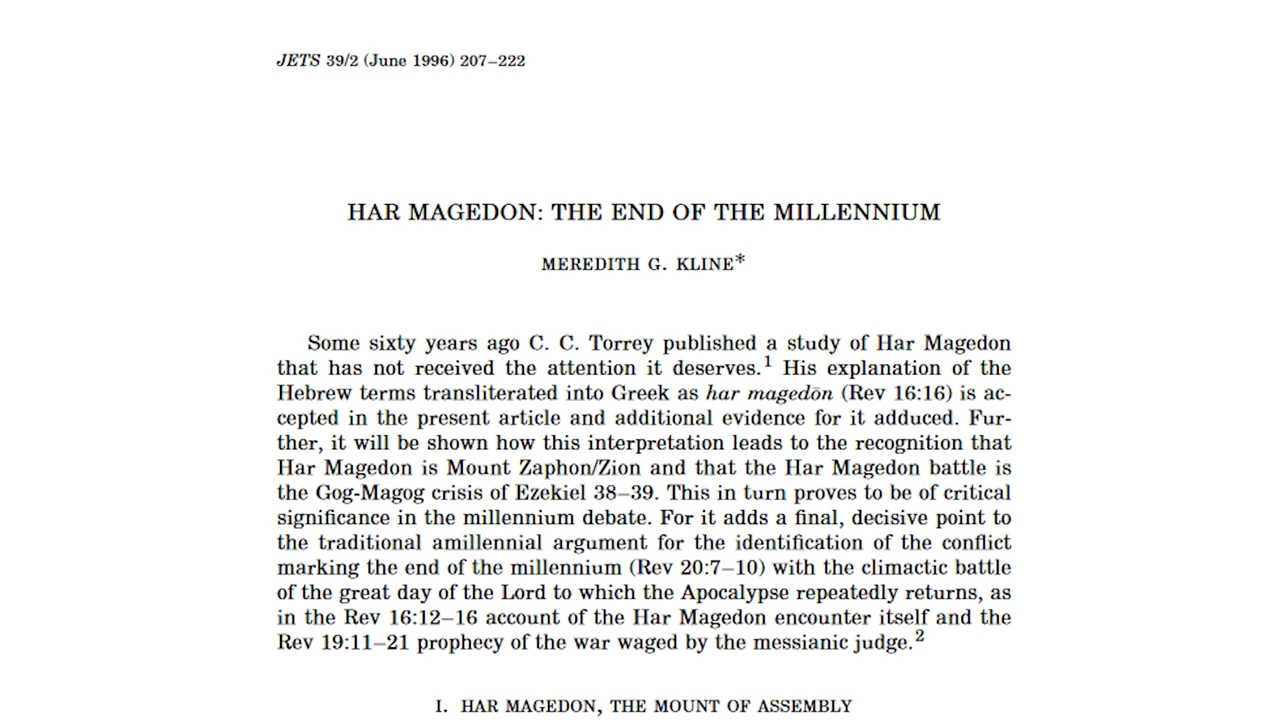 JETS 39/2 (June 1996) 207–222
HAR MAGEDON: THE END OF THE MILLENNIUM
MEREDITH G. KLINE*
Some sixty years ago C. C. Torrey published a study of Har Magedon
that has not received the attention it deserves.1 His explanation of the
Hebrew terms transliterated into Greek as har magedōn (Rev 16:16) is ac-
cepted in the present article and additional evidence for it adduced. Fur-
ther, it will be shown how this interpretation leads to the recognition that
Har Magedon is Mount Zaphon/Zion and that the Har Magedon battle is
the Gog-Magog crisis of Ezekiel 38–39. This in turn proves to be of critical
significance in the millennium debate. For it adds a final, decisive point to
the traditional amillennial argument for the identification of the conflict
marking the end of the millennium (Rev 20:7–10) with the climactic battle
of the great day of the Lord to which the Apocalypse repeatedly returns, as
in the Rev 16:12–16 account of the Har Magedon encounter itself and the
Rev 19:11–21 prophecy of the war waged by the messianic judge.2
I. HAR MAGEDON, THE MOUNT OF ASSEMBLY